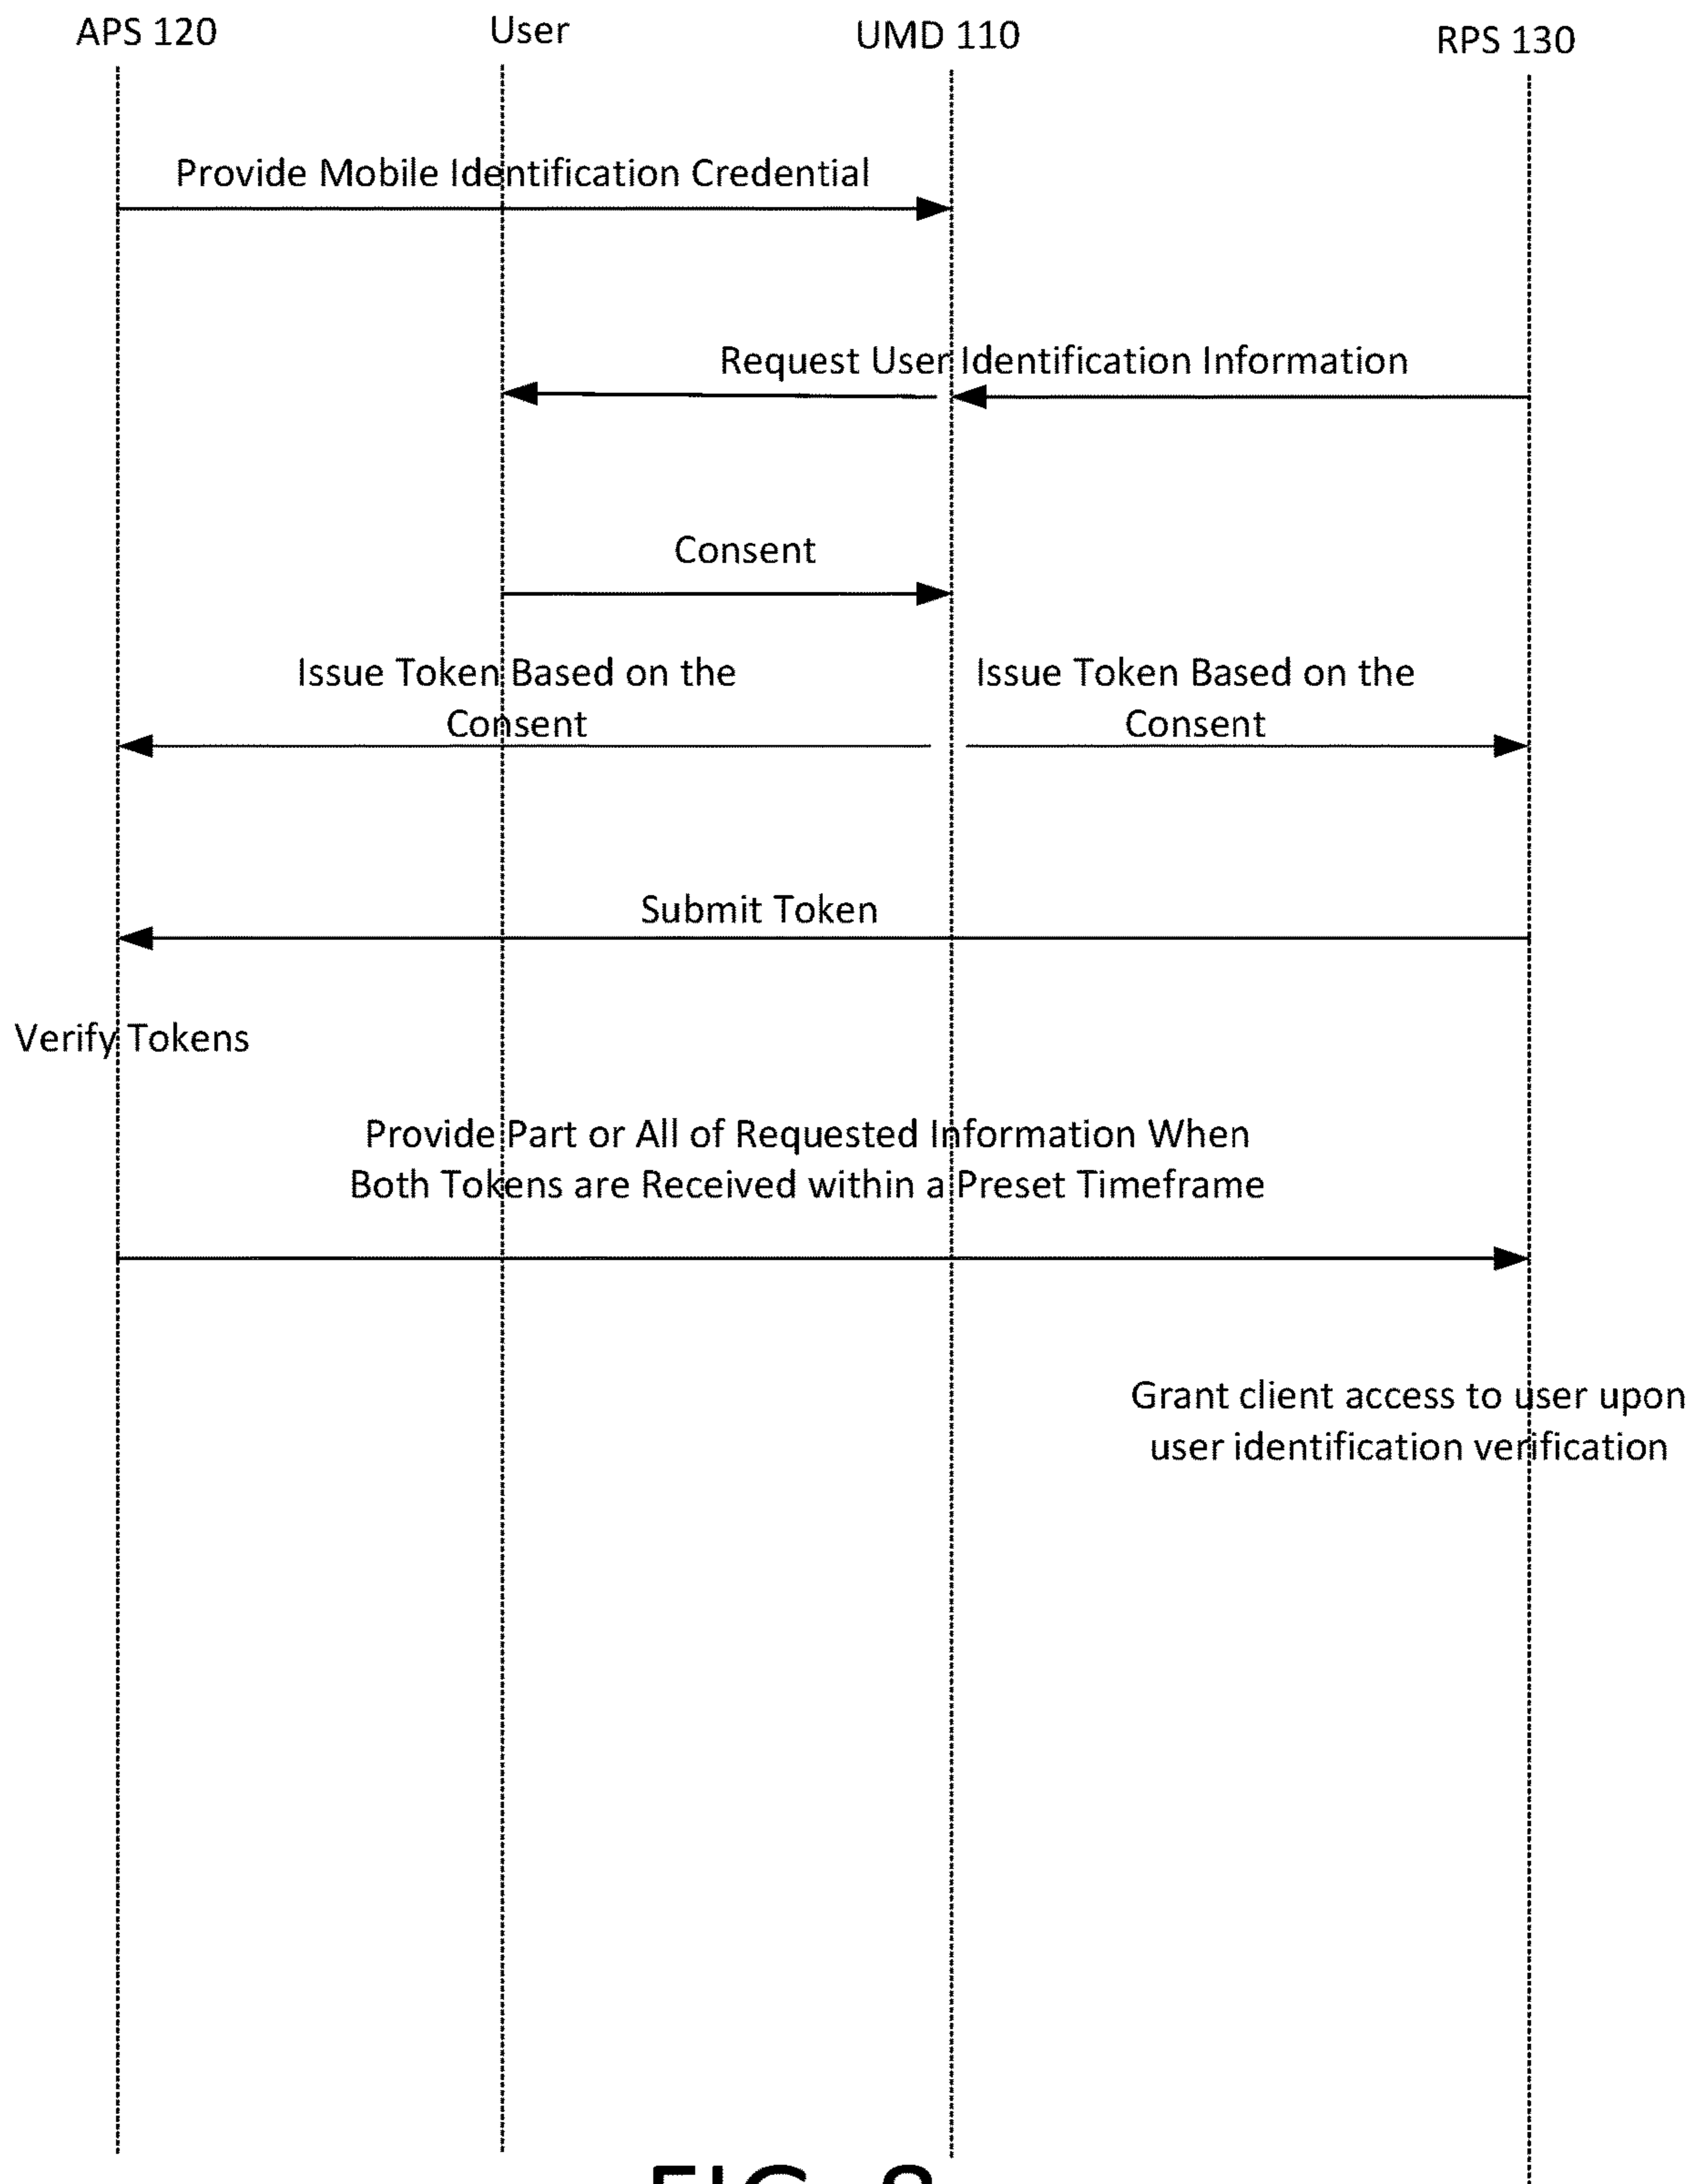 APS 120
User
UMD 110
RPS 130
Provide Mobile Identification Credential
Request User Identification Information
Consent
Issue Token Based on the
Consent
Issue Token Based on the
Consent
Submit Token
Verify Tokens
Provide Part or All of Requested Information When
Both Tokens are Received within a Preset Timeframe
Grant client access to user upon
user identification verification
FIG. 8